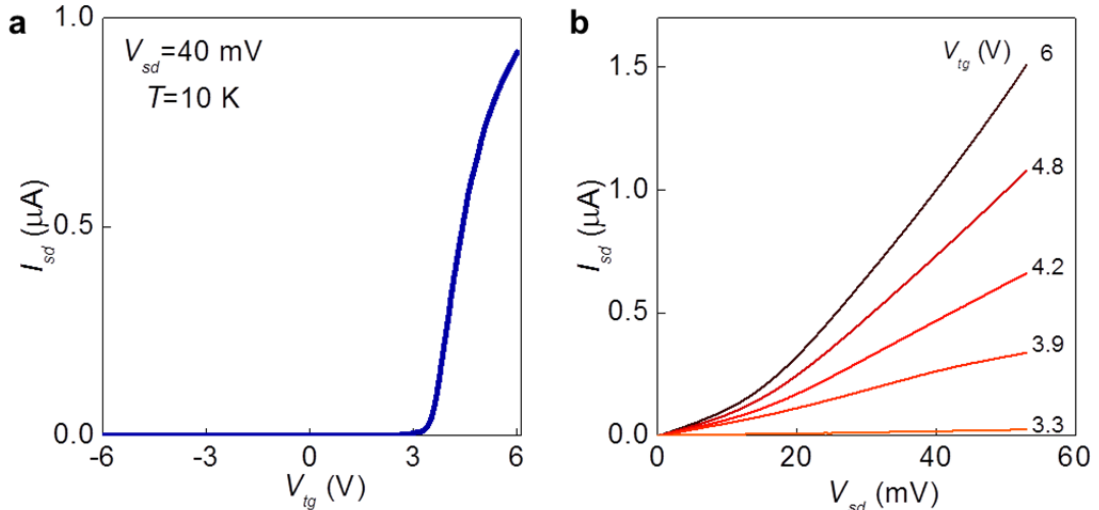 a
V_sd=40 mV
T=10 K
1.0
0.5
0.0
I_sd (μA)
-6
-3
0
3
6
V_tg (V)
b
V_tg (V)
6
4.8
4.2
3.9
3.3
1.5
1.0
0.5
0.0
I_sd (μA)
0
20
40
60
V_sd (mV)